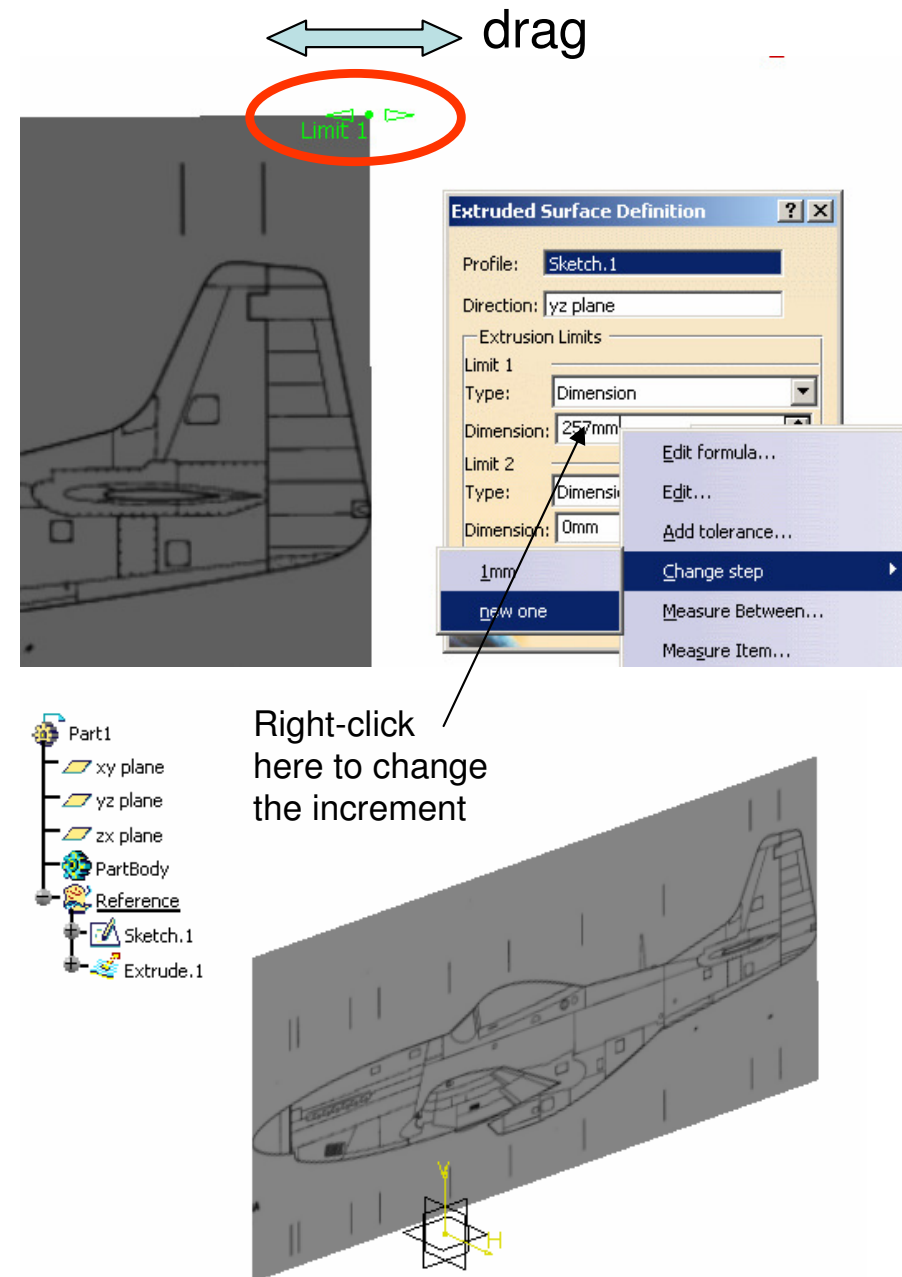 drag
Limit 1
Extruded Surface Definition ? X
Profile: Sketch.1
Direction: yz plane
Extrusion Limits
Limit 1
Type: Dimension
Dimension: 257mm
Limit 2
Type: Dimensi
Dimension: 0mm
Edit formula...
Edit...
Add tolerance...
Change step
Measure Between...
Measure Item...
1mm
new one
Right-click
here to change
the increment
Part1
xy plane
yz plane
zx plane
PartBody
Reference
Sketch.1
Extrude.1
V
H